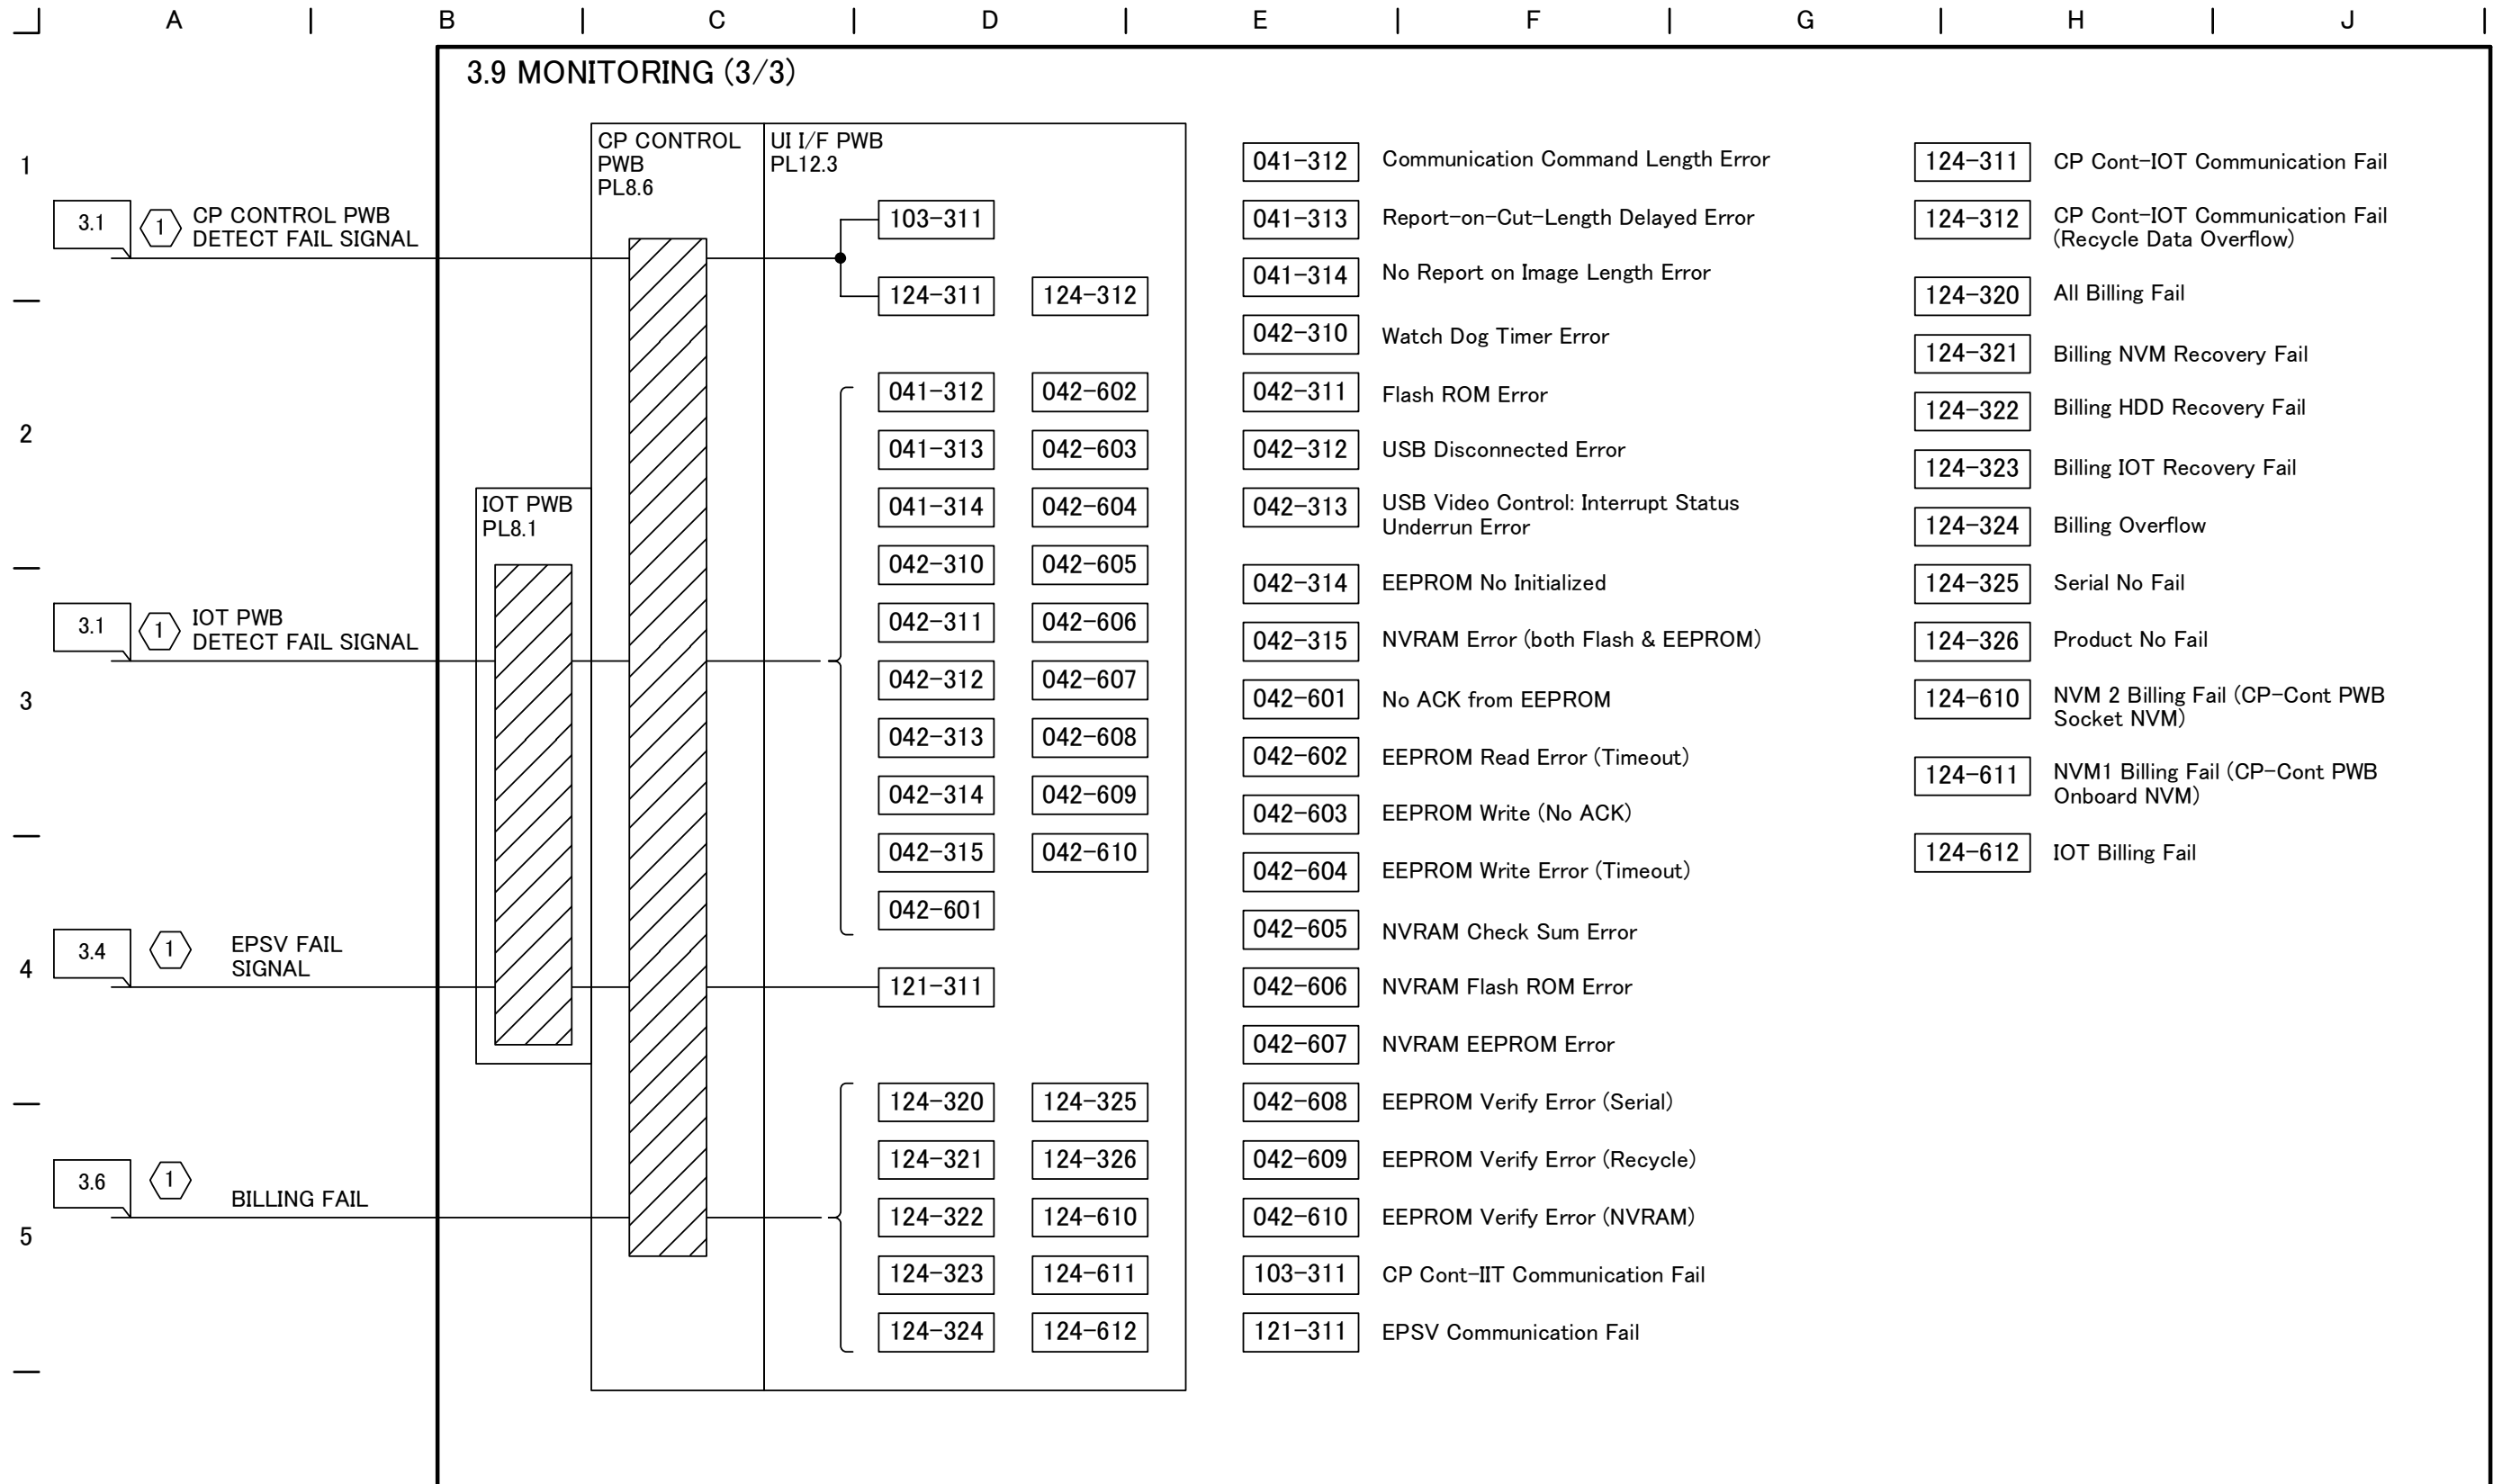 A B C D E F G H J
3.9 MONITORING (3/3)
1
2
3
4
5
3.1 1 CP CONTROL PWB
DETECT FAIL SIGNAL
3.1 1 IOT PWB
DETECT FAIL SIGNAL
3.4 1 EPSV FAIL
SIGNAL
3.6 1 BILLING FAIL
IOT PWB
PL8.1
CP CONTROL
PWB
PL8.6
UI I/F PWB
PL12.3
103-311
124-311 124-312
041-312 042-602
041-313 042-603
041-314 042-604
042-310 042-605
042-311 042-606
042-312 042-607
042-313 042-608
042-314 042-609
042-315 042-610
042-601
121-311
124-320 124-325
124-321 124-326
124-322 124-610
124-323 124-611
124-324 124-612
041-312 Communication Command Length Error
041-313 Report-on-Cut-Length Delayed Error
041-314 No Report on Image Length Error
042-310 Watch Dog Timer Error
042-311 Flash ROM Error
042-312 USB Disconnected Error
042-313 USB Video Control: Interrupt Status
Underrun Error
042-314 EEPROM No Initialized
042-315 NVRAM Error (both Flash & EEPROM)
042-601 No ACK from EEPROM
042-602 EEPROM Read Error (Timeout)
042-603 EEPROM Write (No ACK)
042-604 EEPROM Write Error (Timeout)
042-605 NVRAM Check Sum Error
042-606 NVRAM Flash ROM Error
042-607 NVRAM EEPROM Error
042-608 EEPROM Verify Error (Serial)
042-609 EEPROM Verify Error (Recycle)
042-610 EEPROM Verify Error (NVRAM)
103-311 CP Cont-IIT Communication Fail
121-311 EPSV Communication Fail
124-311 CP Cont-IOT Communication Fail
124-312 CP Cont-IOT Communication Fail
(Recycle Data Overflow)
124-320 All Billing Fail
124-321 Billing NVM Recovery Fail
124-322 Billing HDD Recovery Fail
124-323 Billing IOT Recovery Fail
124-324 Billing Overflow
124-325 Serial No Fail
124-326 Product No Fail
124-610 NVM 2 Billing Fail (CP-Cont PWB
Socket NVM)
124-611 NVM1 Billing Fail (CP-Cont PWB
Onboard NVM)
124-612 IOT Billing Fail